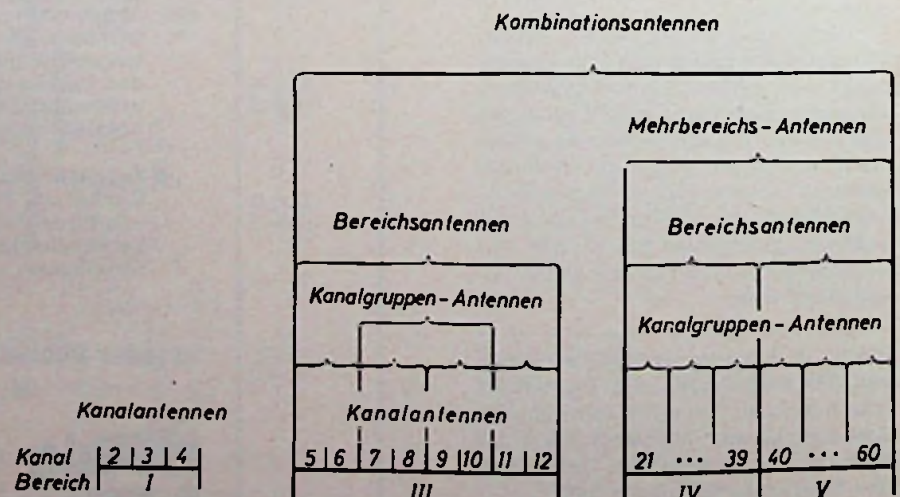 Kombinationsantennen
Mehrbereichs-Antennen
Bereichsantennen Bereichsantennen
Kanalgruppen-Antennen
Kanalgruppen-Antennen
Kanalantennen Kanalantennen
Kanal 2 3 4 5 6 7 8 9 10 11 12 21 ... 39 40 ... 60
Bereich I III IV V